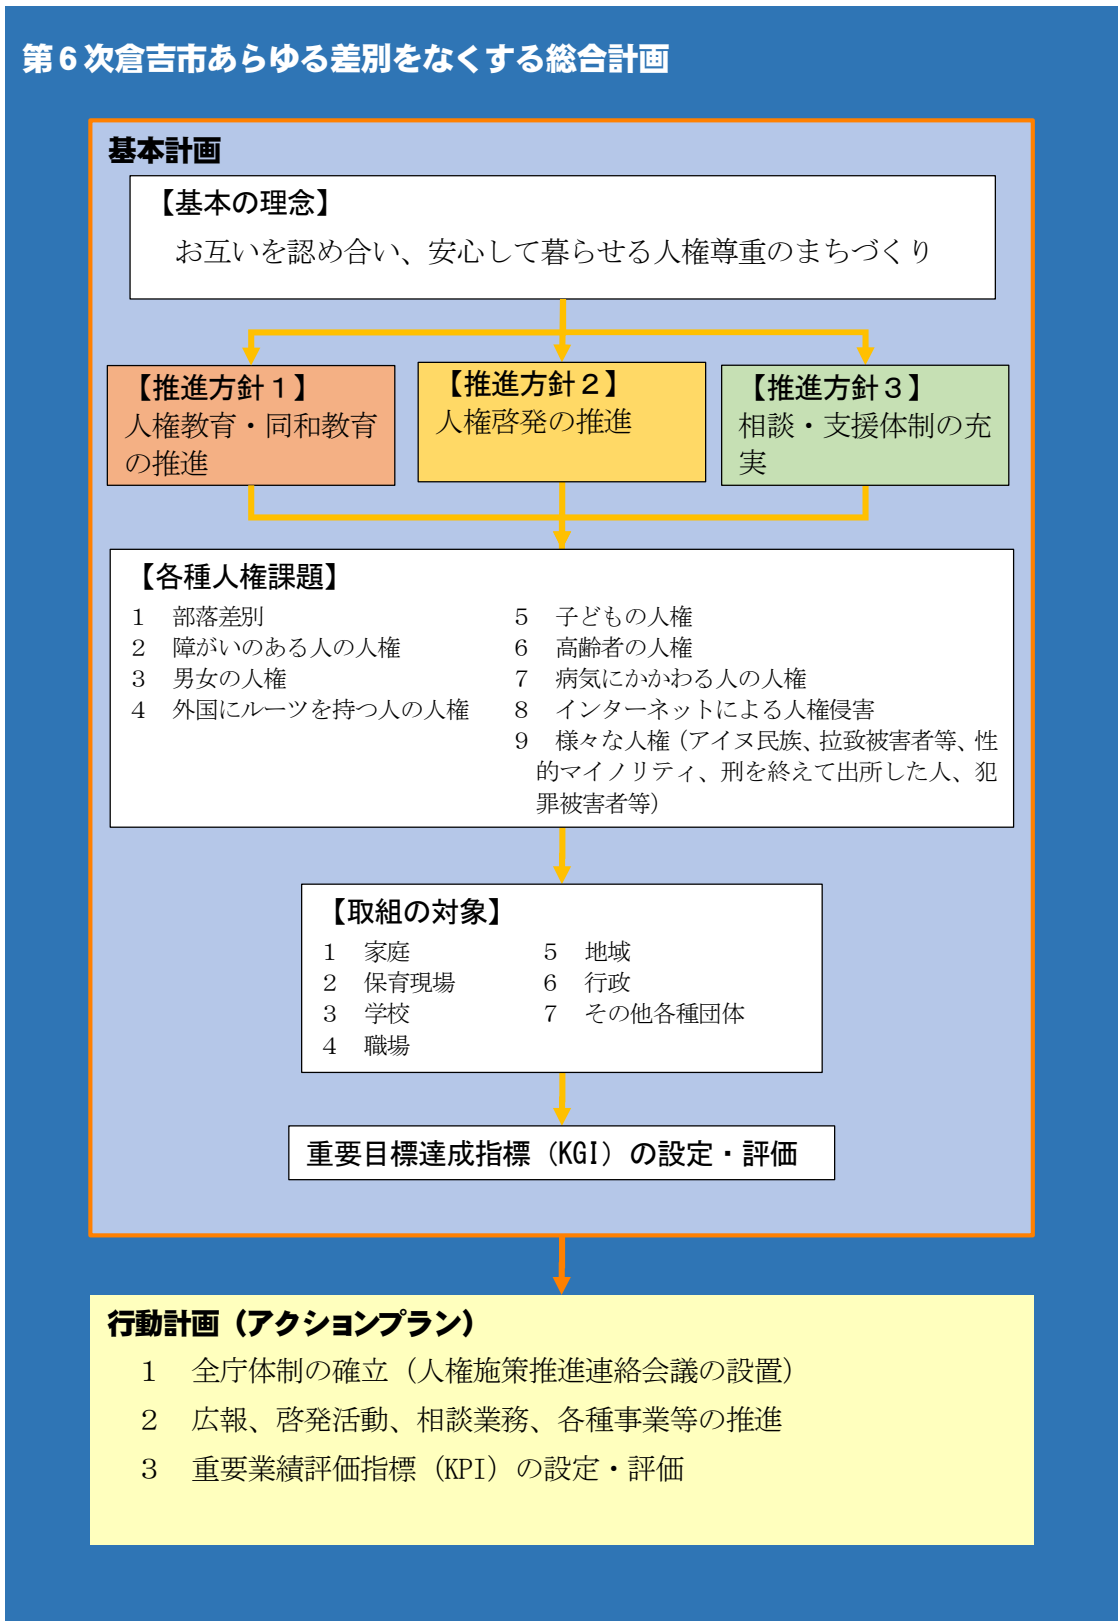 第６次倉吉市あらゆる差別をなくする総合計画
基本計画
【基本の理念】
お互いを認め合い、安心して暮らせる人権尊重のまちづくり
【推進方針１】
人権教育・同和教育
の推進
【推進方針２】
人権啓発の推進
【推進方針３】
相談・支援体制の充
実
【各種人権課題】
１　部落差別
２　障がいのある人の人権
３　男女の人権
４　外国にルーツを持つ人の人権
５　子どもの人権
６　高齢者の人権
７　病気にかかわる人の人権
８　インターネットによる人権侵害
９　様々な人権（アイヌ民族、拉致被害者等、性
的マイノリティ、刑を終えて出所した人、犯
罪被害者等）
【取組の対象】
１　家庭
２　保育現場
３　学校
４　職場
５　地域
６　行政
７　その他各種団体
重要目標達成指標（KGI）の設定・評価
行動計画（アクションプラン）
１　全庁体制の確立（人権施策推進連絡会議の設置）
２　広報、啓発活動、相談業務、各種事業等の推進
３　重要業績評価指標（KPI）の設定・評価